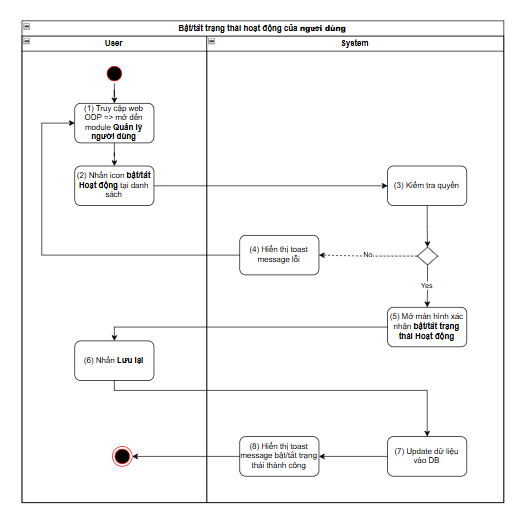 Bật/tắt trạng thái hoạt động của người dùng
User
System
(1) Truy cập web
ODP => mở đến
module Quản lý
người dùng
(2) Nhấn icon bật/tắt
Hoạt động tại danh
sách
(3) Kiểm tra quyền
(4) Hiển thị toast
message lỗi
No
Yes
(5) Mở màn hình xác
nhận bật/tắt trạng
thái Hoạt động
(6) Nhấn Lưu lại
(7) Update dữ liệu
vào DB
(8) Hiển thị toast
message bật/tắt trạng
thái thành công